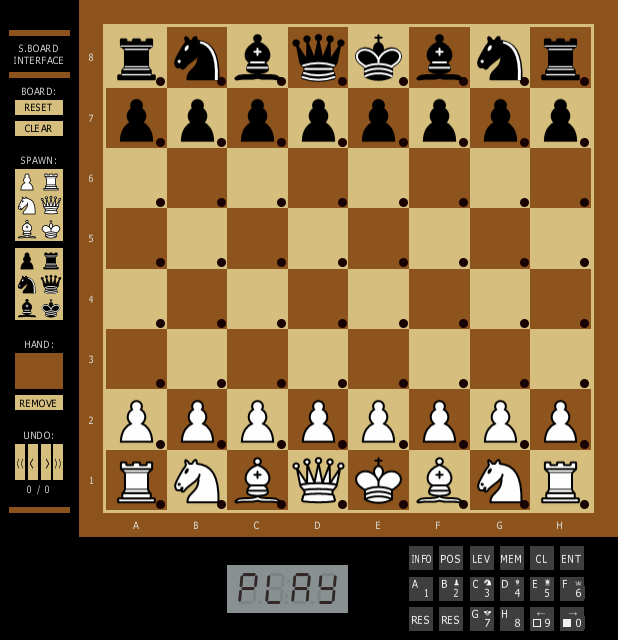 S.BOARD
INTERFACE
BOARD:
RESET
CLEAR
SPAWN:
HAND:
REMOVE
UNDO:
0 / 0
8
7
6
5
4
3
2
1
A B C D E F G H
PLAY
INFO POS LEV MEM CL ENT
A 1 B 2 C 3 D 4 E 5 F 6
RES RES G 7 H 8 ← 9 → 0